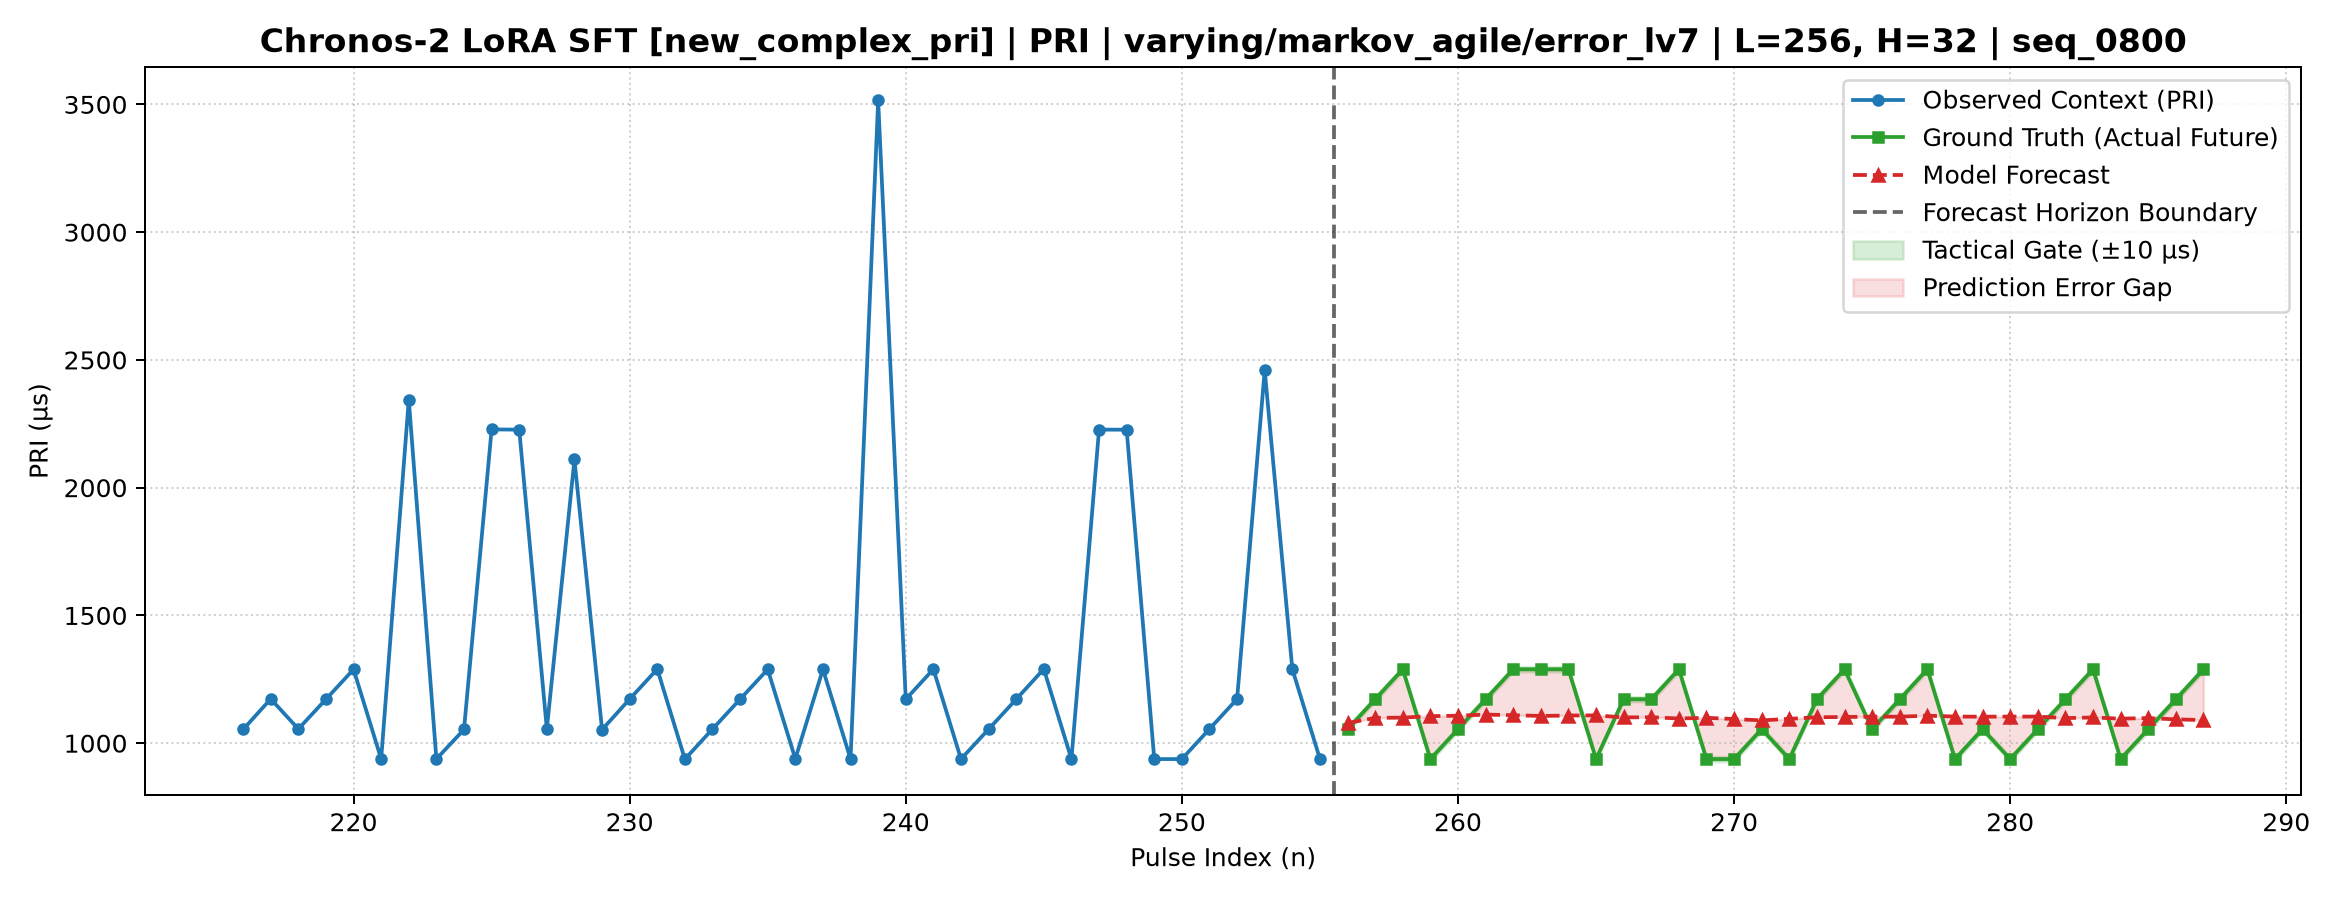 Chronos-2 LoRA SFT [new_complex_pri] | PRI | varying/markov_agile/error_lv7 | L=256, H=32 | seq_0800
Observed Context (PRI)
Ground Truth (Actual Future)
Model Forecast
Forecast Horizon Boundary
Tactical Gate (±10 µs)
Prediction Error Gap
PRI (µs)
3500
3000
2500
2000
1500
1000
220 230 240 250 260 270 280 290
Pulse Index (n)